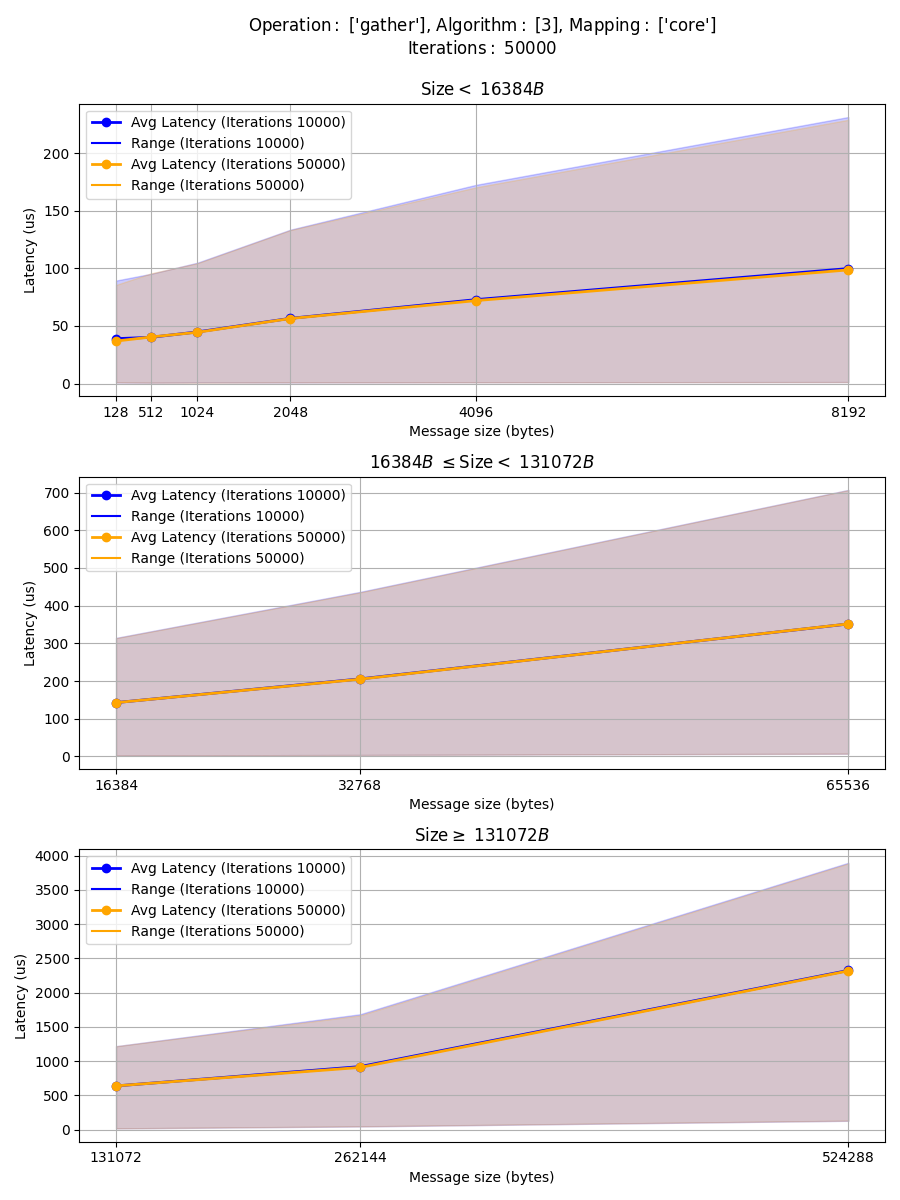 Operation : ['gather'], Algorithm : [3], Mapping : ['core']
Iterations : 50000
Size < 16384B
Avg Latency (Iterations 10000)
Range (Iterations 10000)
Avg Latency (Iterations 50000)
Range (Iterations 50000)
Latency (us)
200
150
100
50
0
128 512 1024 2048 4096 8192
Message size (bytes)
16384B ≤ Size < 131072B
Avg Latency (Iterations 10000)
Range (Iterations 10000)
Avg Latency (Iterations 50000)
Range (Iterations 50000)
Latency (us)
700
600
500
400
300
200
100
0
16384 32768 65536
Message size (bytes)
Size ≥ 131072B
Avg Latency (Iterations 10000)
Range (Iterations 10000)
Avg Latency (Iterations 50000)
Range (Iterations 50000)
Latency (us)
4000
3500
3000
2500
2000
1500
1000
500
0
131072 262144 524288
Message size (bytes)